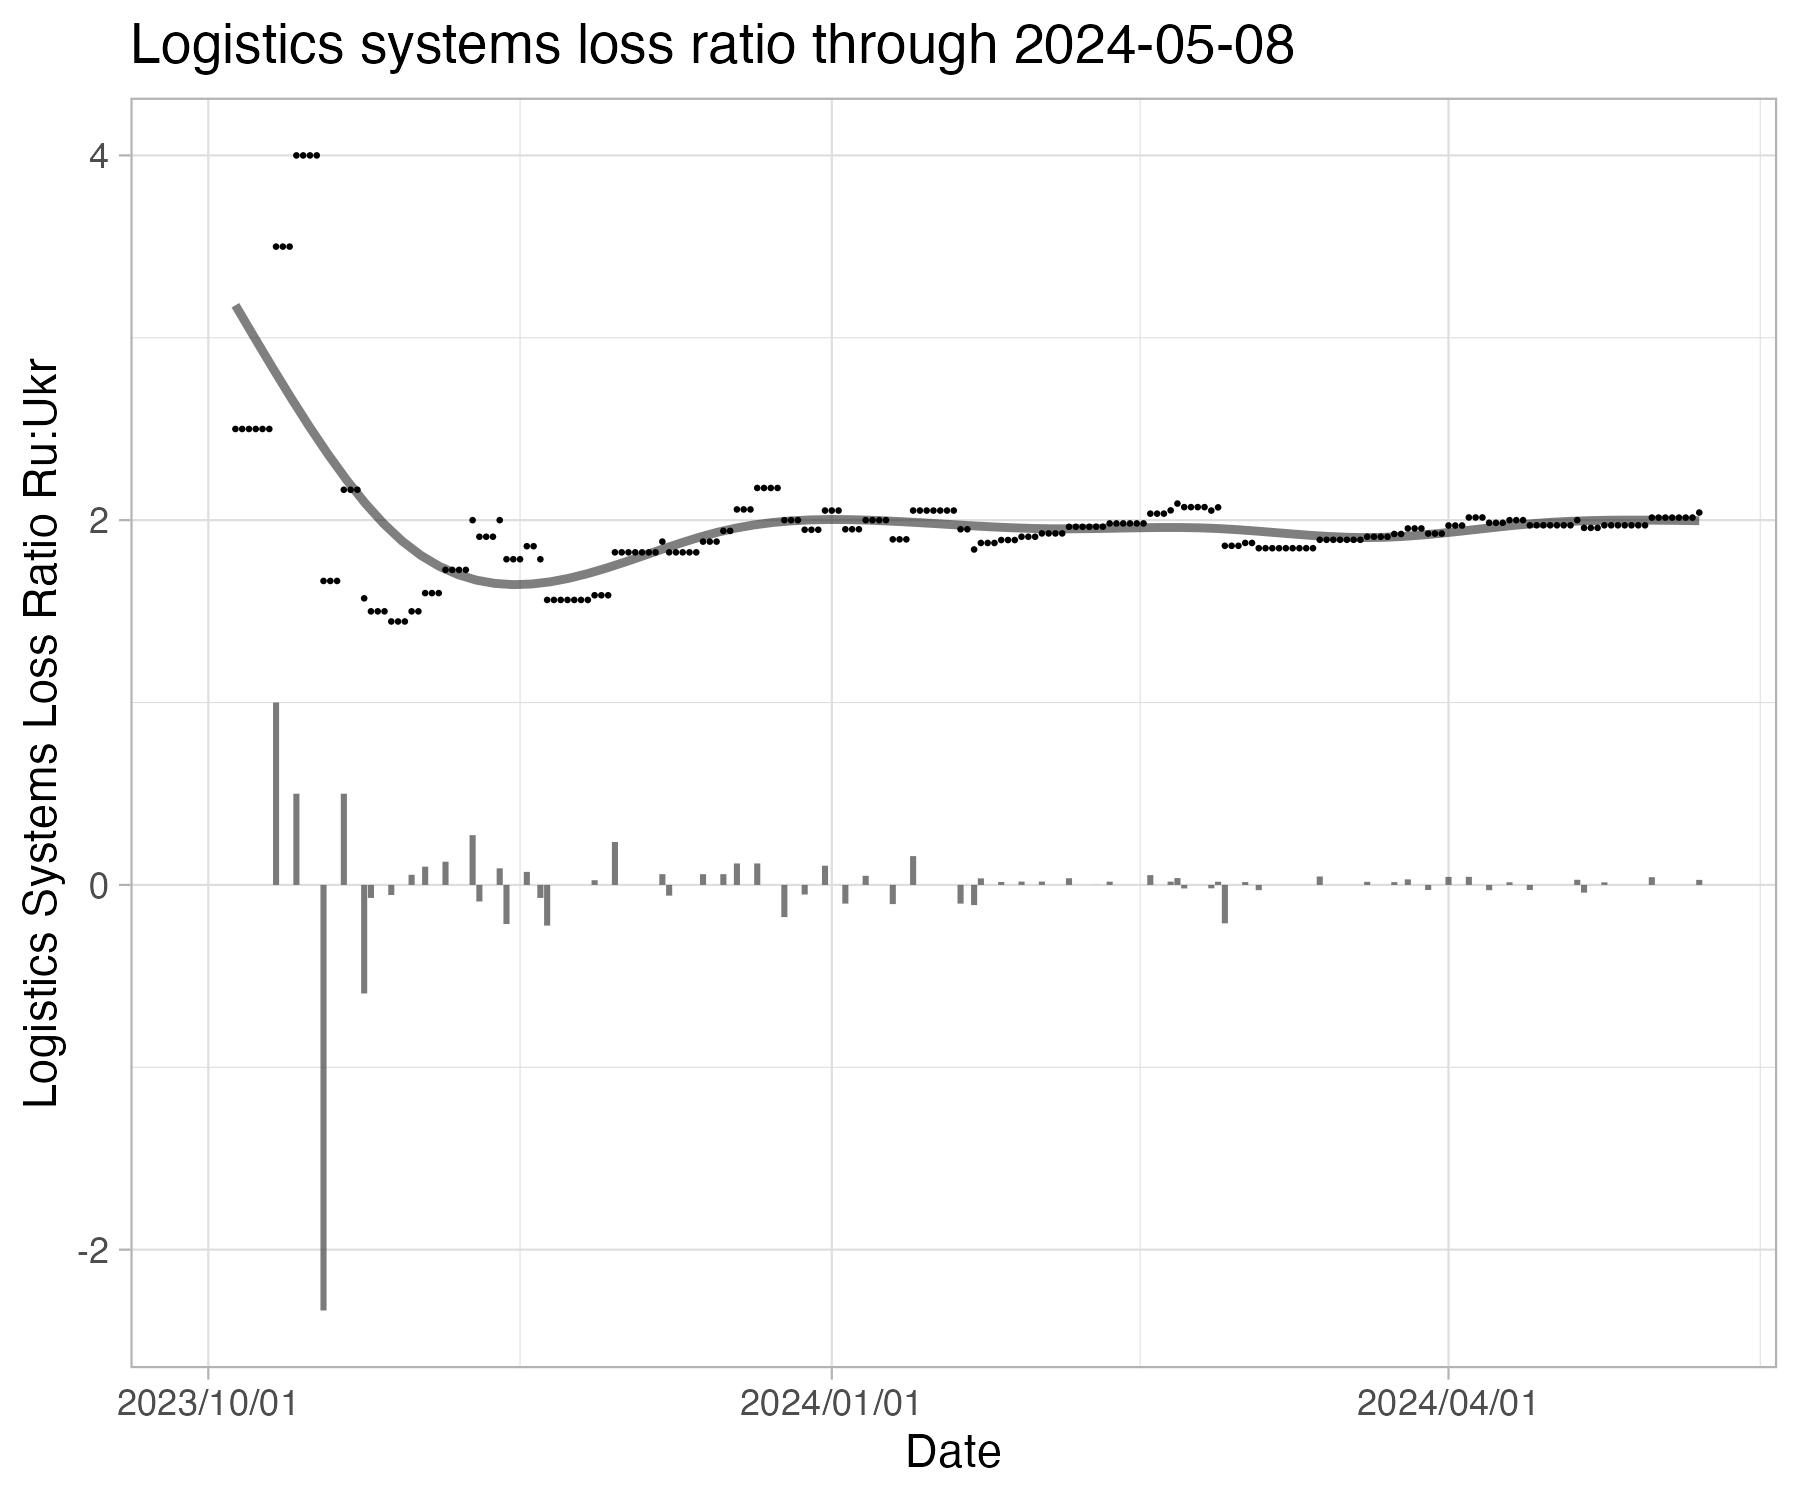 Logistics systems loss ratio through 2024-05-08
Logistics Systems Loss Ratio Ru:Ukr
4
2
0
-2
2023/10/01
2024/01/01
2024/04/01
Date